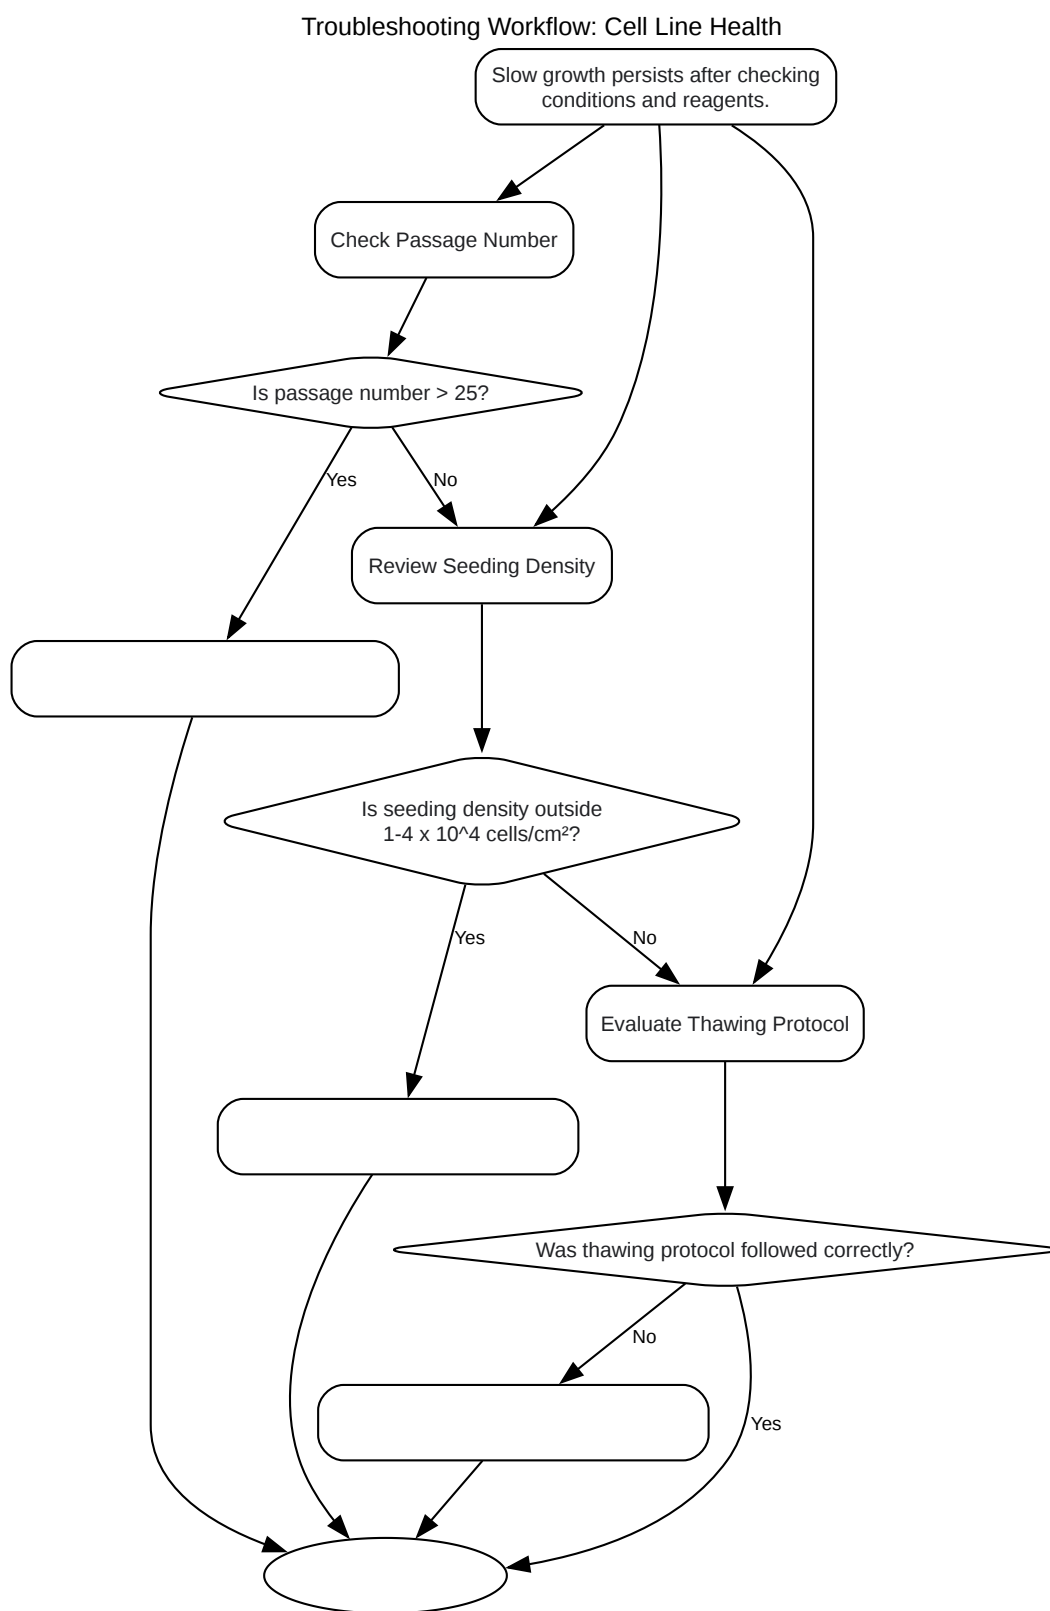 Troubleshooting Workflow: Cell Line Health
Slow growth persists after checking
conditions and reagents.
Check Passage Number
Is passage number > 25?
Yes
No
Review Seeding Density
Is seeding density outside
1-4 x 10^4 cells/cm²?
Yes
No
Evaluate Thawing Protocol
Was thawing protocol followed correctly?
No
Yes